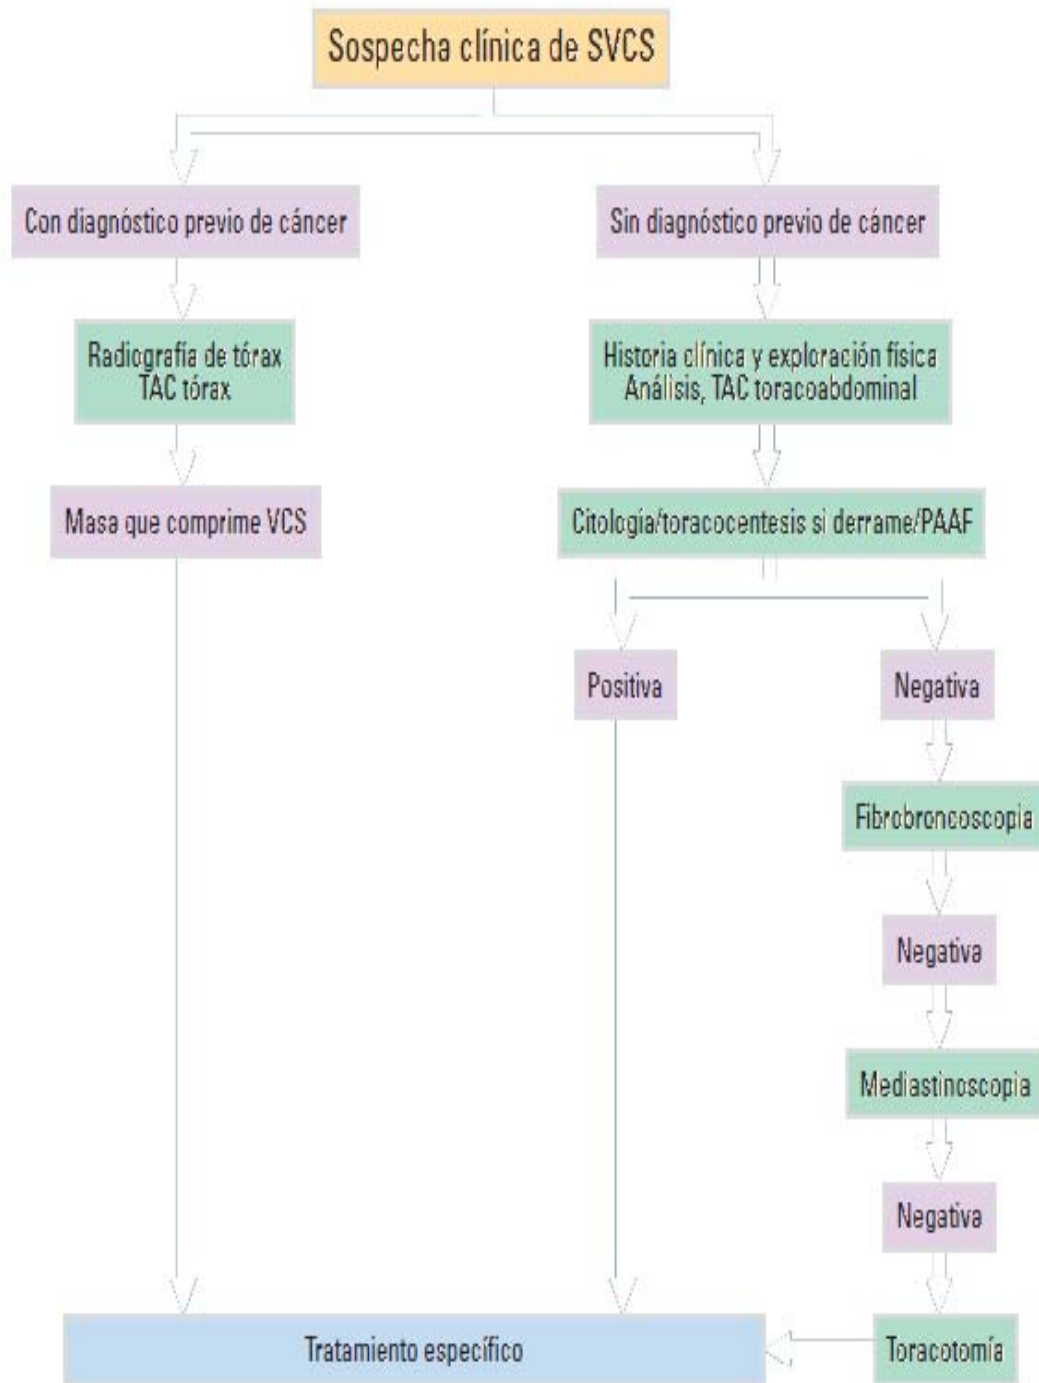 Sospecha clínica de SVCS
Con diagnóstico previo de cáncer
Sin diagnóstico previo de cáncer
Radiografía de tórax
TAC tórax
Historia clínica y exploración física
Análisis, TAC toracoabdominal
Masa que comprime VCS
Citología/toracocentesis si derrame/PAAF
Positiva
Negativa
Fibrobroncoscopia
Negativa
Mediastinoscopia
Negativa
Tratamiento específico
Toracotomía